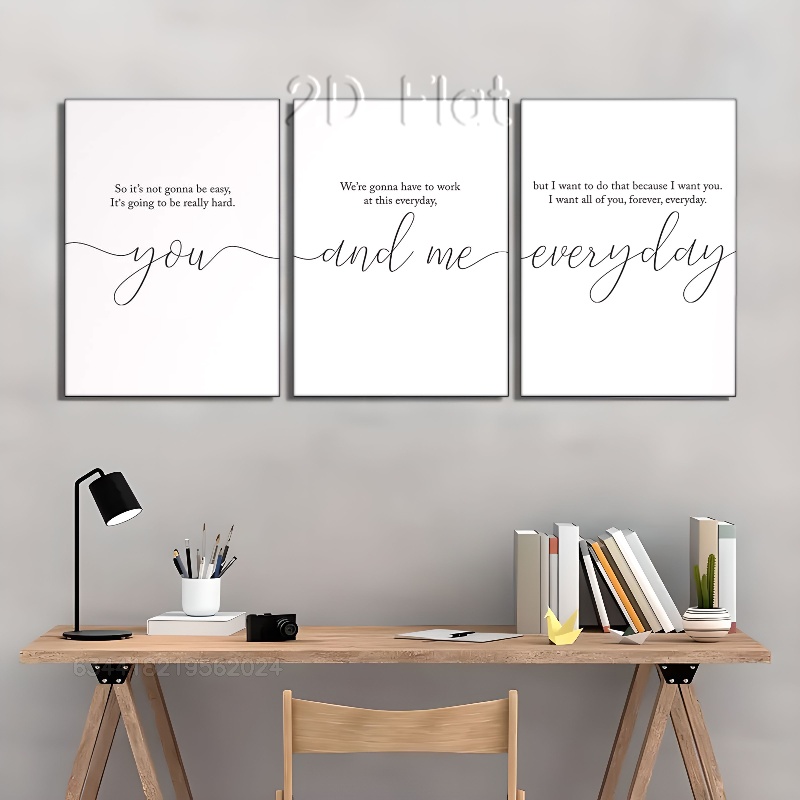 2D Flat
So it's not gonna be easy,
It's going to be really hard.
you
We're gonna have to work
at this everyday,
and me
but I want to do that because I want you.
I want all of you, forever, everyday.
everyday